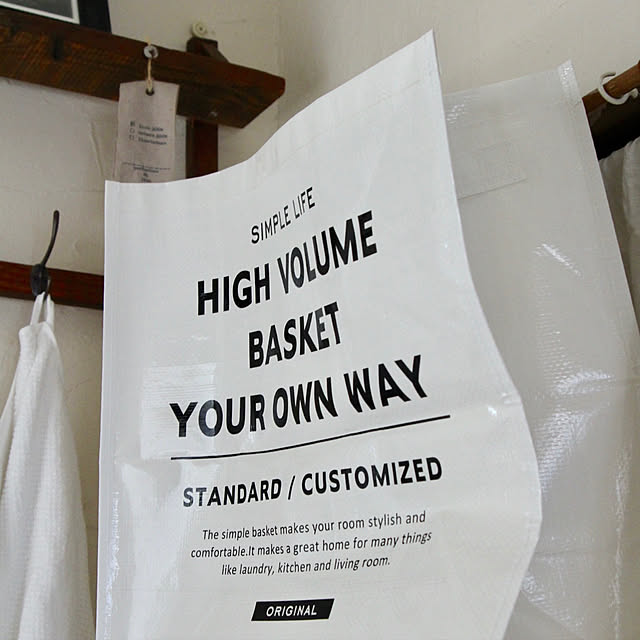 SIMPLE LIFE
HIGH VOLUME
BASKET
YOUR OWN WAY
STANDARD / CUSTOMIZED
The simple basket makes your room stylish and
comfortable.It makes a great home for many things
like laundry, kitchen and living room.
ORIGINAL